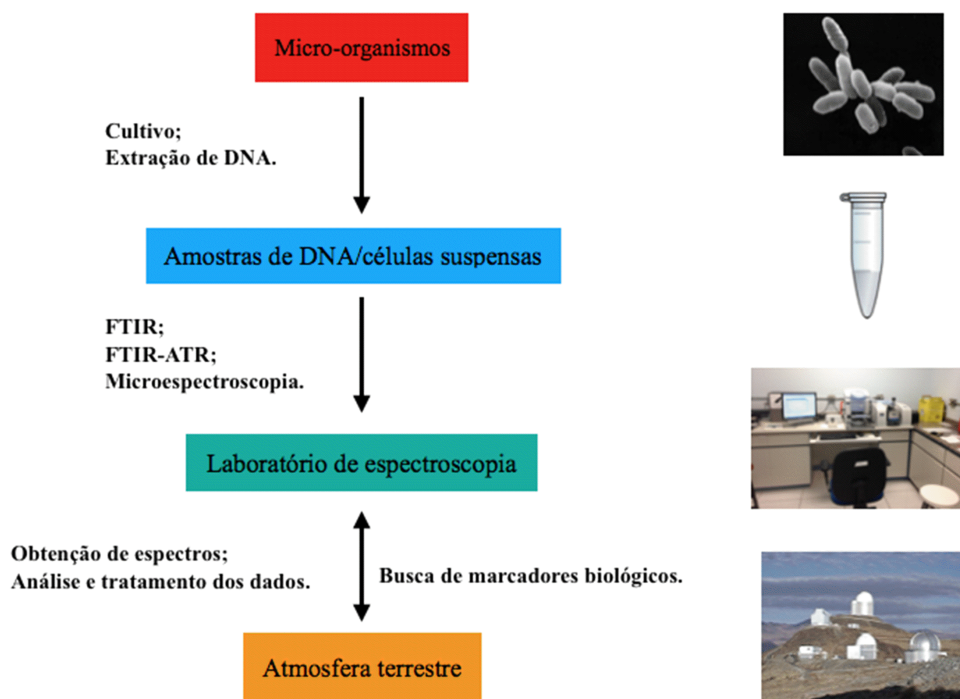 Micro-organismos
Cultivo;
Extração de DNA.
Amostras de DNA/células suspensas
FTIR;
FTIR-ATR;
Microespectroscopia.
Laboratório de espectroscopia
Obtenção de espectros;
Análise e tratamento dos dados.
Busca de marcadores biológicos.
Atmosfera terrestre